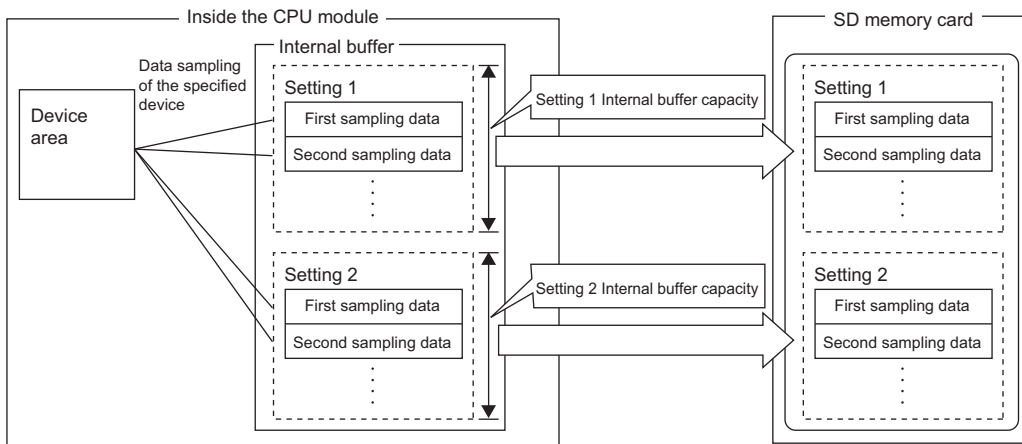 Inside the CPU module
SD memory card
Internal buffer
Data sampling
of the specified
device
Device
area
Setting 1
First sampling data
Second sampling data
Setting 1 Internal buffer capacity
Setting 1
First sampling data
Second sampling data
Setting 2
First sampling data
Second sampling data
Setting 2 Internal buffer capacity
Setting 2
First sampling data
Second sampling data